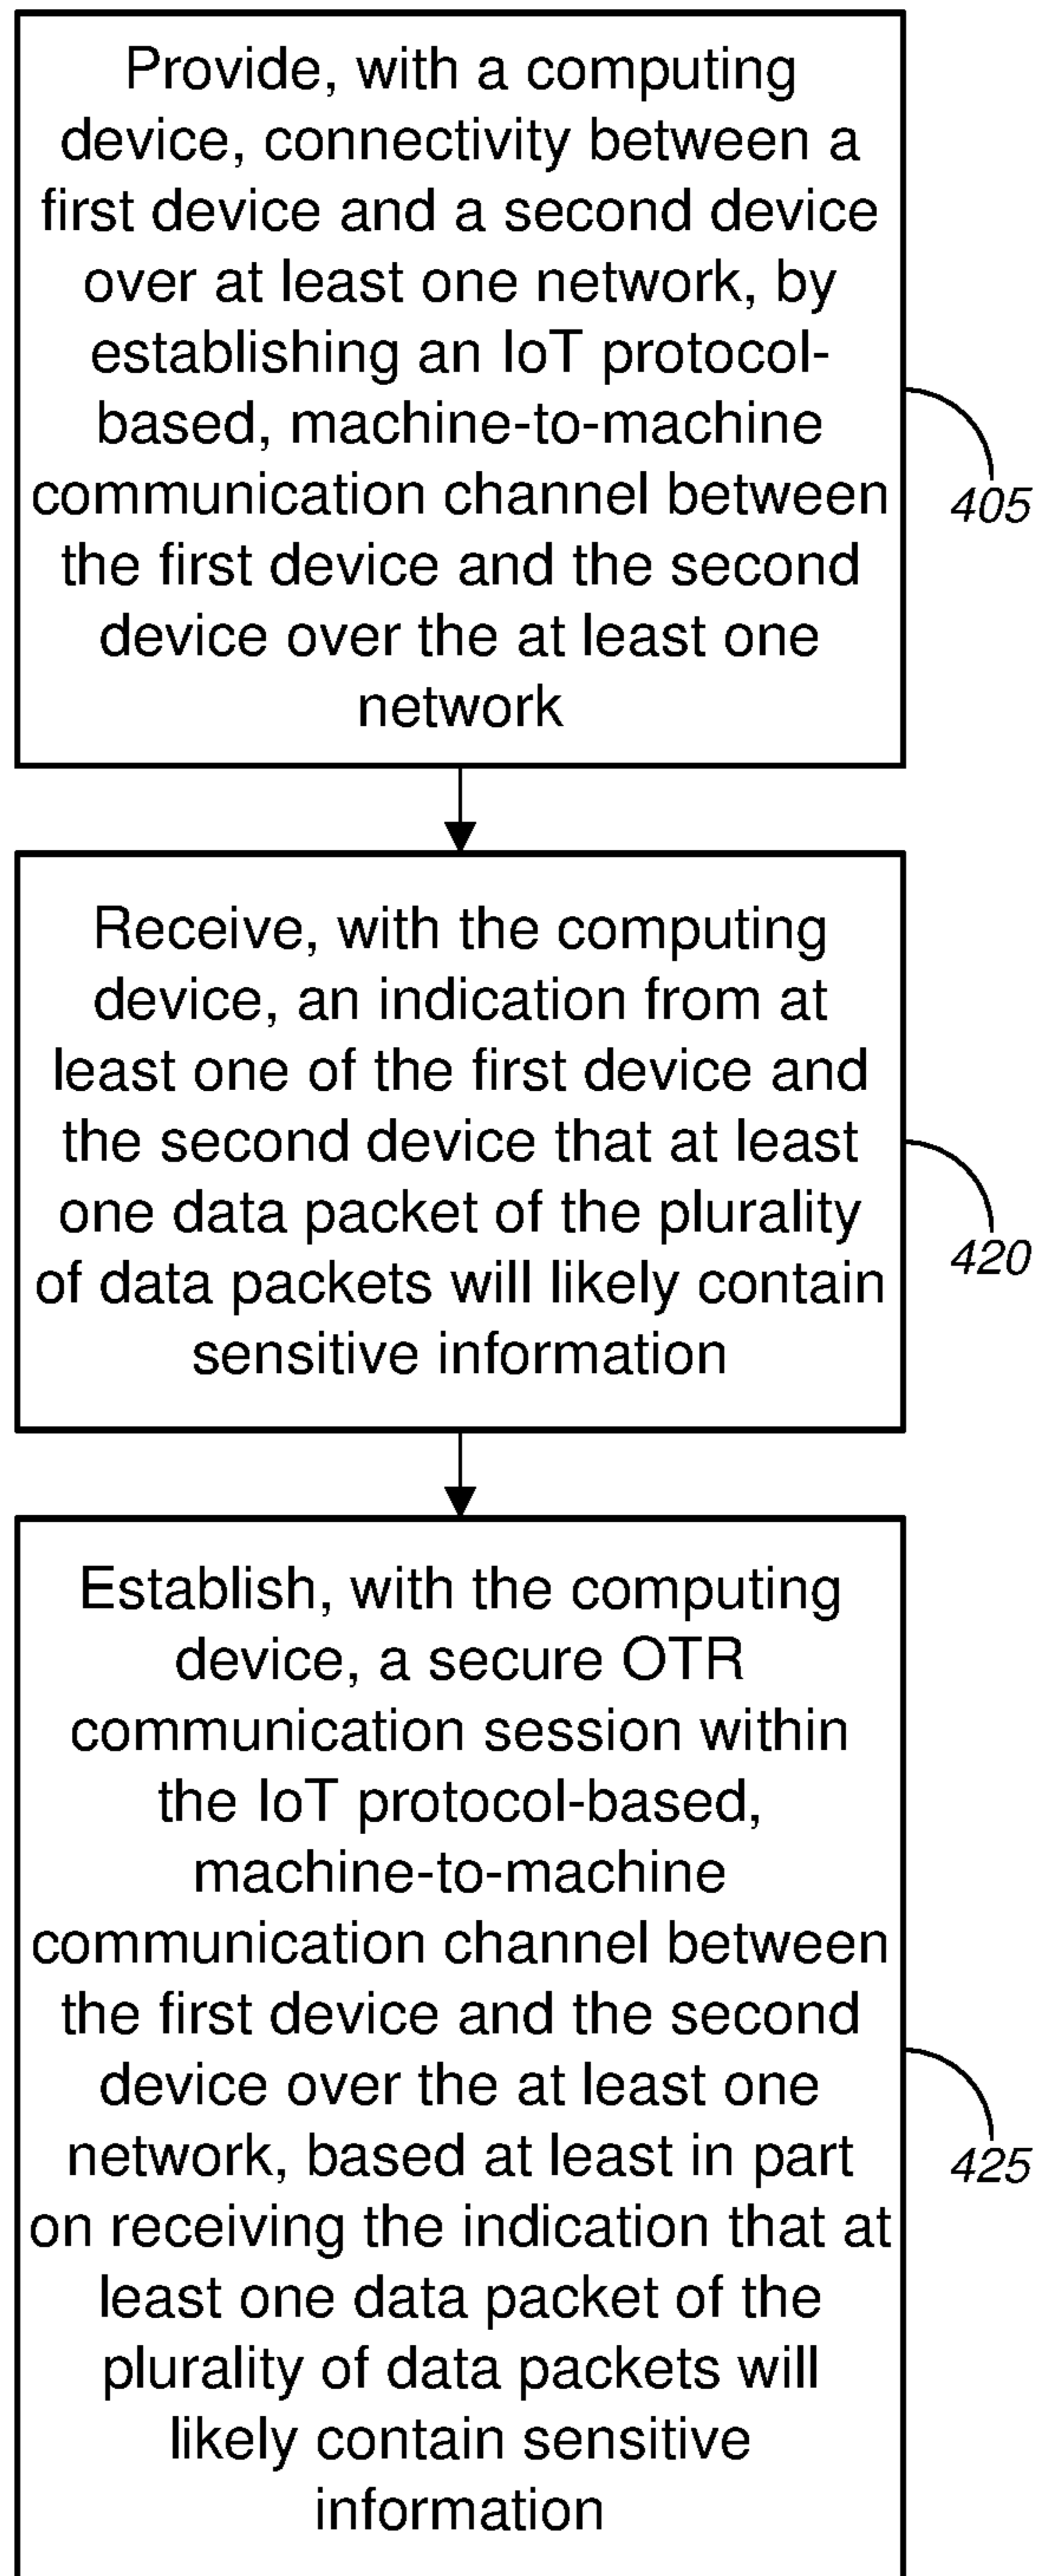 Provide, with a computing
device, connectivity between a
first device and a second device
over at least one network, by
establishing an IoT protocol-
based, machine-to-machine
communication channel between
the first device and the second
device over the at least one
network
405
Receive, with the computing
device, an indication from at
least one of the first device and
the second device that at least
one data packet of the plurality
of data packets will likely contain
sensitive information
420
Establish, with the computing
device, a secure OTR
communication session within
the IoT protocol-based,
machine-to-machine
communication channel between
the first device and the second
device over the at least one
network, based at least in part
on receiving the indication that at
least one data packet of the
plurality of data packets will
likely contain sensitive
information
425